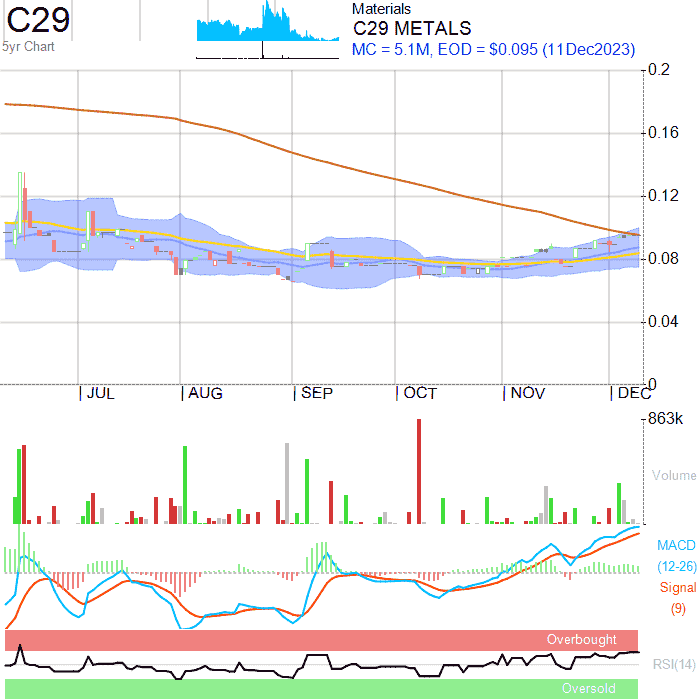 C29
5yr Chart
Materials
C29 METALS
MC = 5.1M, EOD = $0.095 (11Dec2023)
0.2
0.16
0.12
0.08
0.04
0
JUL
AUG
SEP
OCT
NOV
DEC
863k
Volume
MACD
(12-26)
Signal
(9)
Overbought
RSI(14)
Oversold